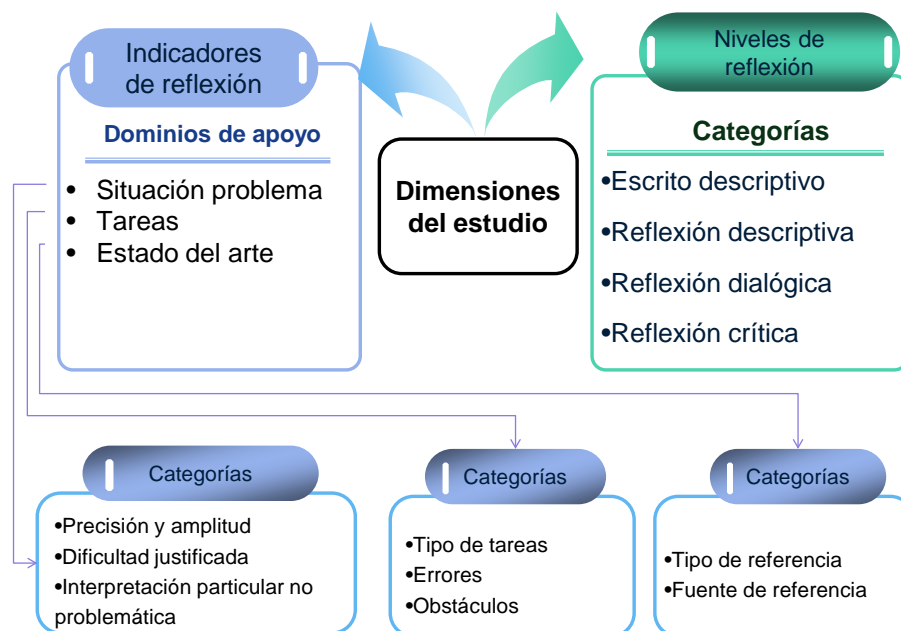 Indicadores
de reflexión
Dominios de apoyo
• Situación problema
• Tareas
• Estado del arte
Dimensiones
del estudio
Niveles de
reflexión
Categorías
•Escrito descriptivo
•Reflexión descriptiva
•Reflexión dialógica
•Reflexión crítica
Categorías
•Precisión y amplitud
•Dificultad justificada
•Interpretación particular no
problemática
Categorías
•Tipo de tareas
•Errores
•Obstáculos
Categorías
•Tipo de referencia
•Fuente de referencia